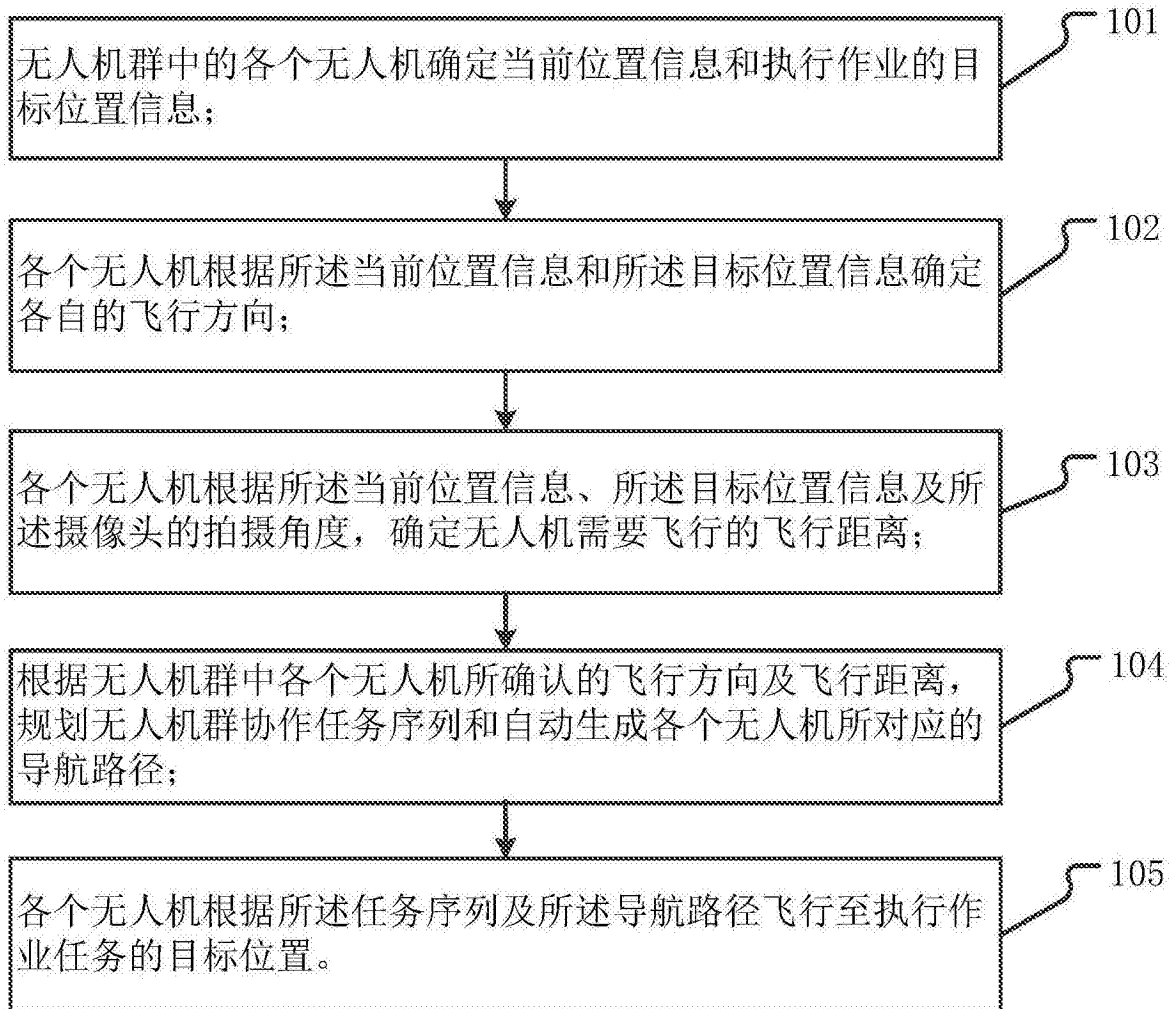 无人机群中的各个无人机确定当前位置信息和执行作业的目
标位置信息；
101
各个无人机根据所述当前位置信息和所述目标位置信息确定
各自的飞行方向；
102
各个无人机根据所述当前位置信息、所述目标位置信息及所
述摄像头的拍摄角度，确定无人机需要飞行的飞行距离；
103
根据无人机群中各个无人机所确认的飞行方向及飞行距离，
规划无人机群协作任务序列和自动生成各个无人机所对应的
导航路径；
104
各个无人机根据所述任务序列及所述导航路径飞行至执行作
业任务的目标位置。
105